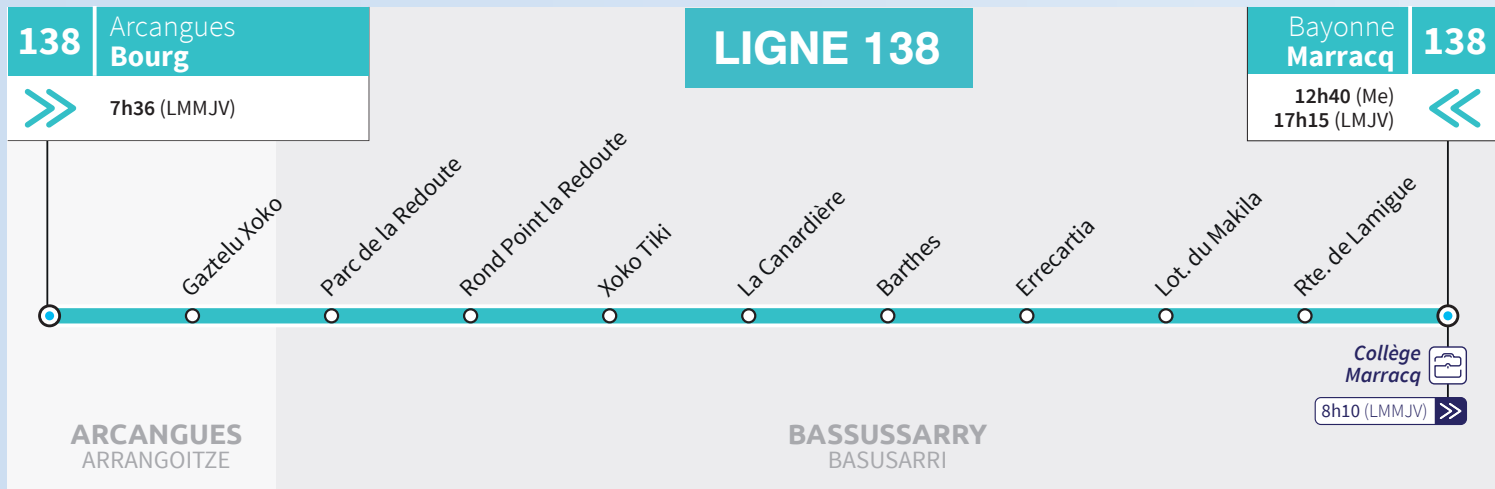 138
Arcangues
Bourg
7h36 (LMMJV)
LIGNE 138
Bayonne
Marracq
138
12h40 (Me)
17h15 (LMJV)
Gaztelu Xoko
Parc de la Redoute
Rond Point la Redoute
Xoko Tiki
La Canardière
Barthes
Errecartia
Lot. du Makila
Rte. de Lamigue
Collège
Marracq
8h10 (LMMJV)
ARCANGUES
ARRANGOITZE
BASSUSSARRY
BASUSARRI